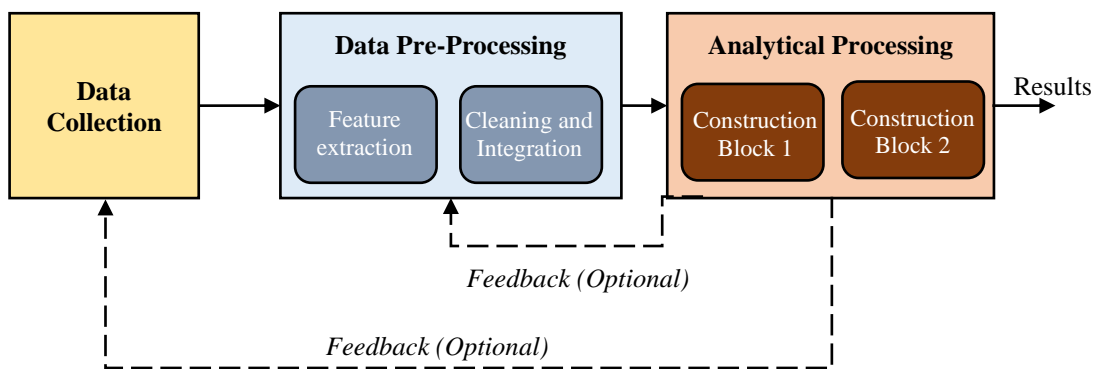 Data
Collection
Data Pre-Processing
Feature
extraction
Cleaning and
Integration
Analytical Processing
Construction
Block 1
Construction
Block 2
Results
Feedback (Optional)
Feedback (Optional)